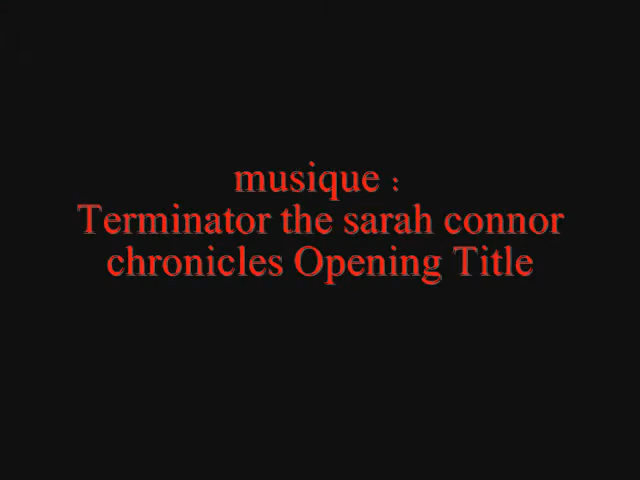 musique :
Terminator the sarah connor
chronicles Opening Title